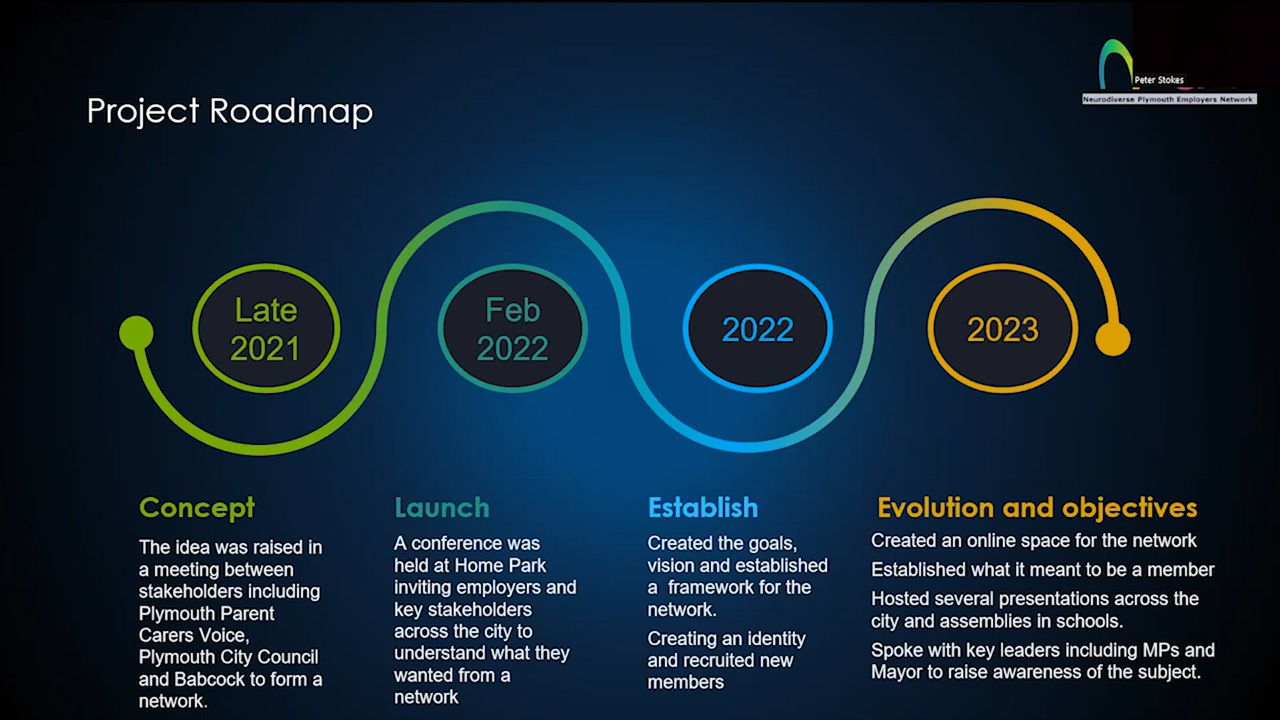 Peter Stokes
Neurodiverse Plymouth Employers Network
Project Roadmap
Late
2021
Feb
2022
2022
2023
Concept
The idea was raised in
a meeting between
stakeholders including
Plymouth Parent
Carers Voice,
Plymouth City Council
and Babcock to form a
network.
Launch
A conference was
held at Home Park
inviting employers and
key stakeholders
across the city to
understand what they
wanted from a
network
Establish
Created the goals,
vision and established
a framework for the
network.
Creating an identity
and recruited new
members
Evolution and objectives
Created an online space for the network
Established what it meant to be a member
Hosted several presentations across the
city and assemblies in schools.
Spoke with key leaders including MPs and
Mayor to raise awareness of the subject.